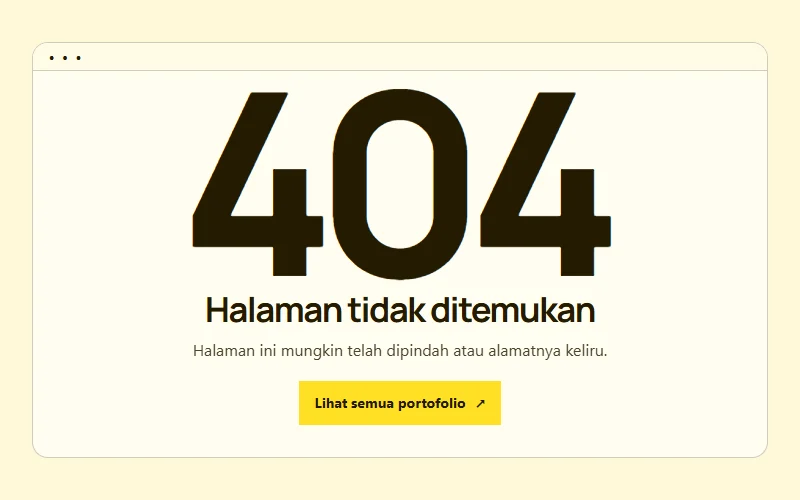 404
Halaman tidak ditemukan
Halaman ini mungkin telah dipindah atau alamatnya keliru.
Lihat semua portofolio ↗